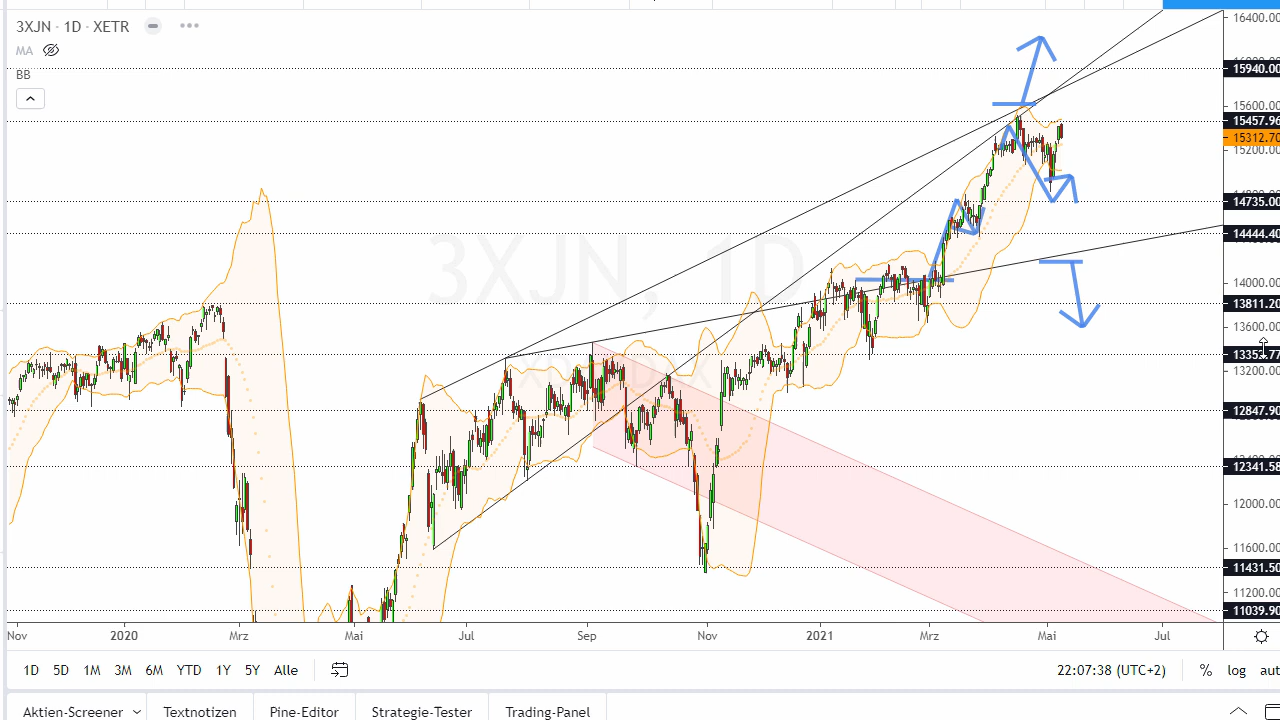 3XJN · 1D · XETR
MA
BB
3XJN, 1D
16400.00
15940.00
15600.00
15457.96
15312.70
15200.00
14735.00
14444.40
14000.00
13811.20
13600.00
13353.77
13200.00
12847.90
12341.58
12000.00
11600.00
11431.50
11200.00
11039.90
Nov 2020 Mrz Mai Jul Sep Nov 2021 Mrz Mai Jul
1D 5D 1M 3M 6M YTD 1Y 5Y Alle 22:07:38 (UTC+2) % log aut
Aktien-Screener Textnotizen Pine-Editor Strategie-Tester Trading-Panel